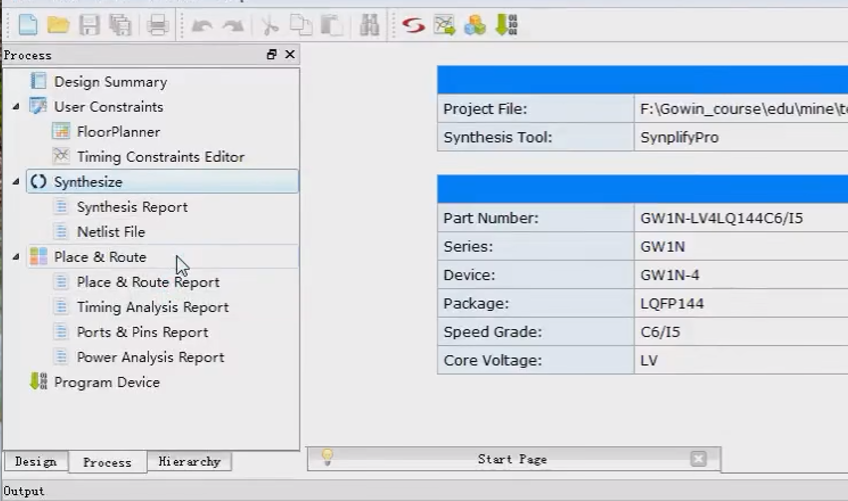 Process
Design Summary
User Constraints
FloorPlanner
Timing Constraints Editor
Synthesize
Synthesis Report
Netlist File
Place & Route
Place & Route Report
Timing Analysis Report
Ports & Pins Report
Power Analysis Report
Program Device
Design Process Hierarchy
Project File: F:\Gowin_course\edu\mine\te
Synthesis Tool: SynplifyPro
Part Number: GW1N-LV4LQ144C6/I5
Series: GW1N
Device: GW1N-4
Package: LQFP144
Speed Grade: C6/I5
Core Voltage: LV
Start Page
Output